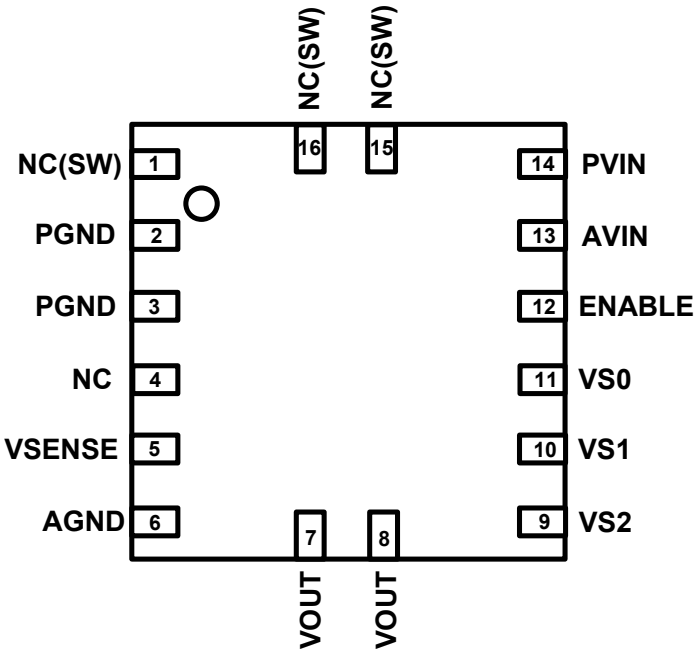 NC(SW)
NC(SW)
16
15
NC(SW) 1
14 PVIN
PGND 2
13 AVIN
PGND 3
12 ENABLE
NC 4
11 VS0
VSENSE 5
10 VS1
AGND 6
9 VS2
7
8
VOUT
VOUT